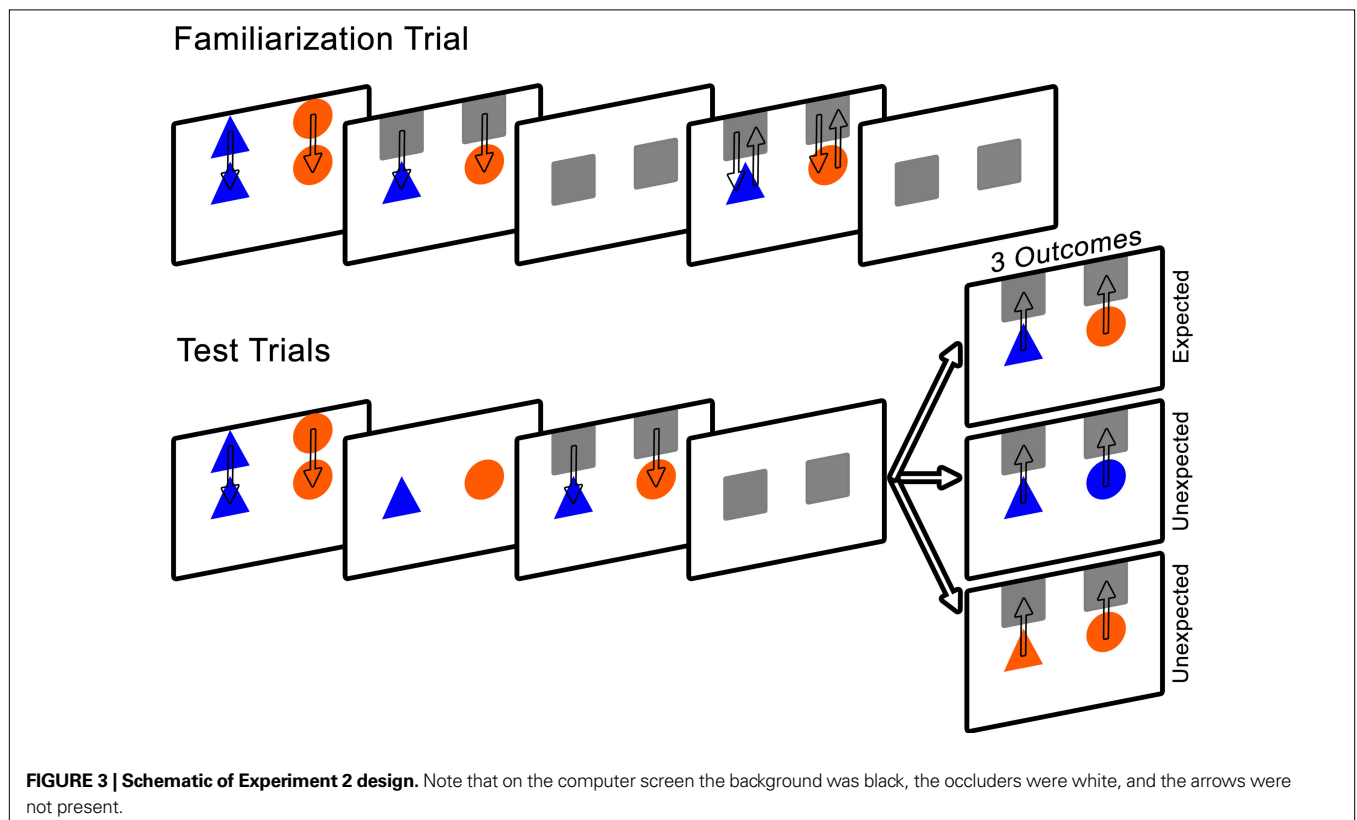 Familiarization Trial
3 Outcomes
Expected
Test Trials
Unexpected
Unexpected
FIGURE 3 | Schematic of Experiment 2 design. Note that on the computer screen the background was black, the occluders were white, and the arrows were
not present.